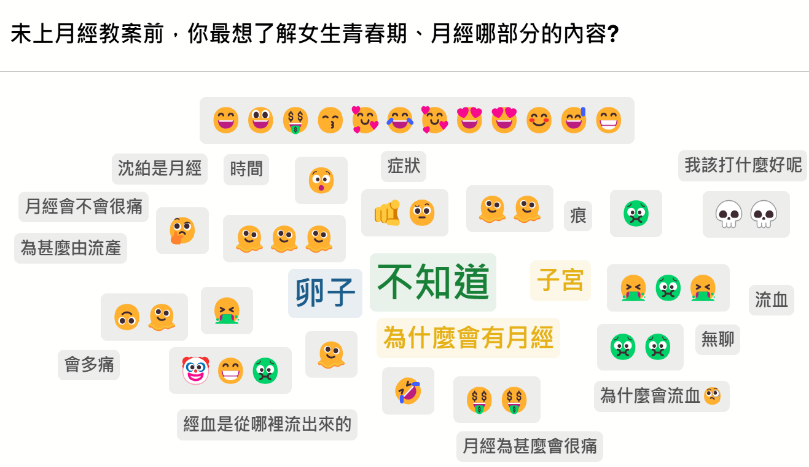 未上月經教案前，你最想了解女生青春期、月經哪部分的內容?
😄😃🤑😙🥰😂🥰😍😍😊😅😁
沈給是月經
時間
😯
症狀
我該打什麼好呢
月經會不會很痛
🤔
🫵🤨
🫠🫠
痕
🤢
💀💀
為甚麼由流產
🫠🫠🫠
卵子
不知道
子宮
🤮🤢🤮
流血
🙃🫠
🤮
為什麼會有月經
🤢🤢
無聊
會多痛
🤡😁🤢
🫠
🤣
🤑🤑
為什麼會流血🥺
經血是從哪裡流出來的
月經為甚麼會很痛